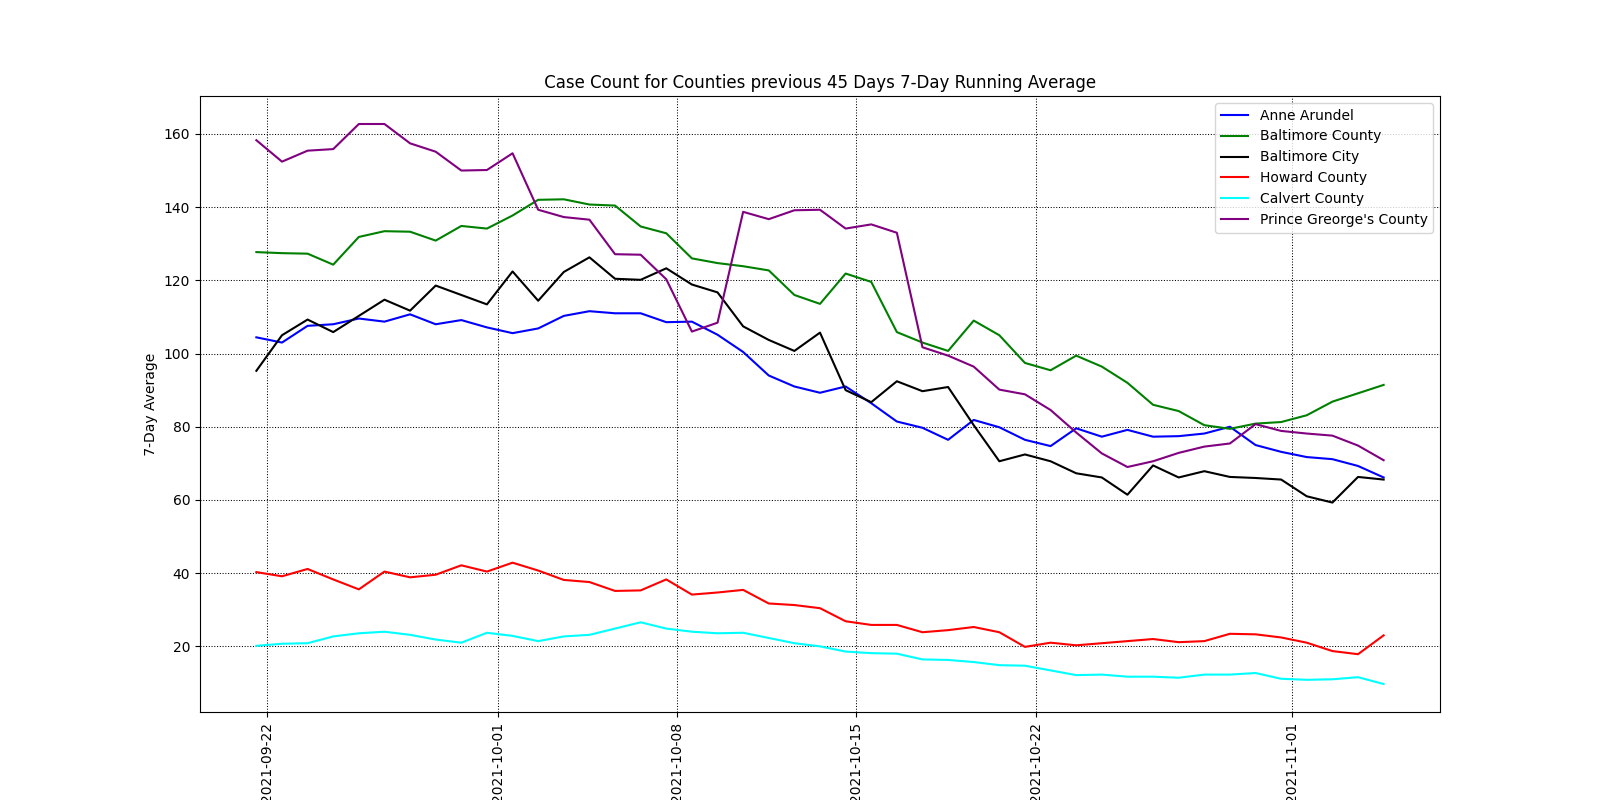 Case Count for Counties previous 45 Days 7-Day Running Average
7-Day Average
160
140
120
100
80
60
40
20
Anne Arundel
Baltimore County
Baltimore City
Howard County
Calvert County
Prince Greorge's County
2021-09-22
2021-10-01
2021-10-08
2021-10-15
2021-10-22
2021-11-01